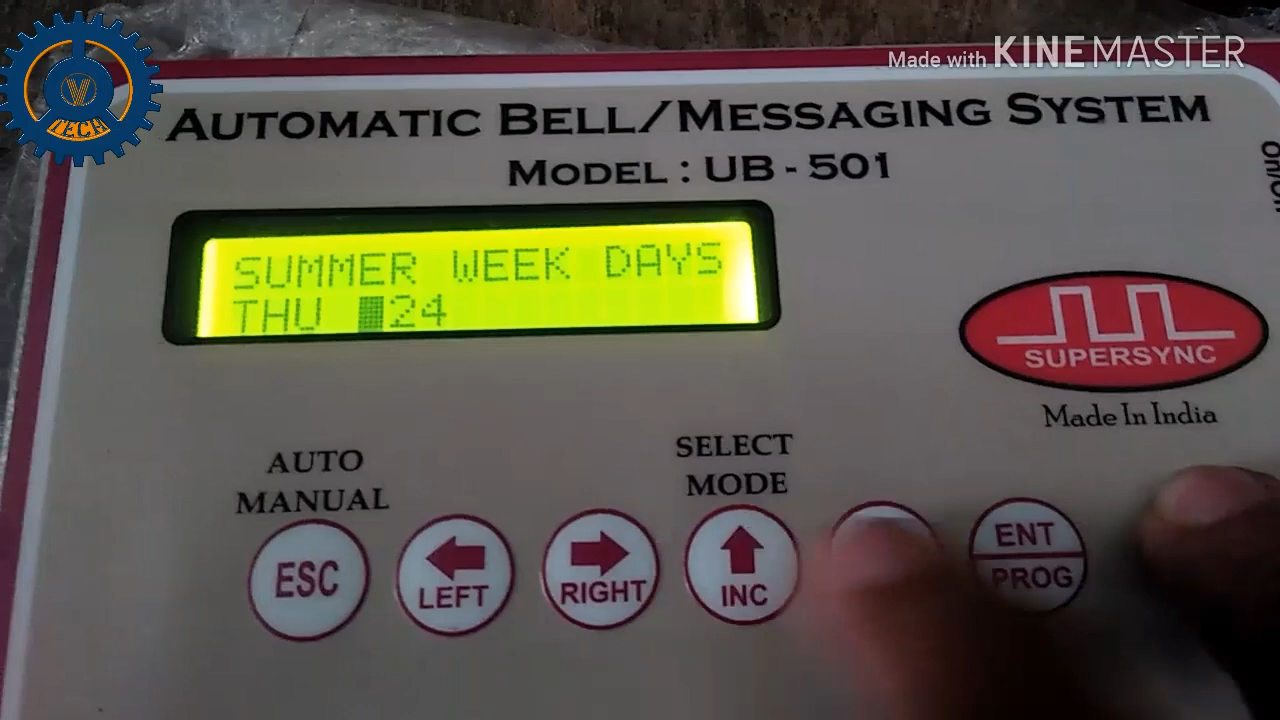 Made with KINEMASTER
V
TECH
AUTOMATIC BELL/MESSAGING SYSTEM
MODEL : UB - 501
SUMMER WEEK DAYS
THU 24
SUPERSYNC
Made In India
AUTO
MANUAL
SELECT
MODE
ESC
LEFT
RIGHT
INC
ENT
PROG